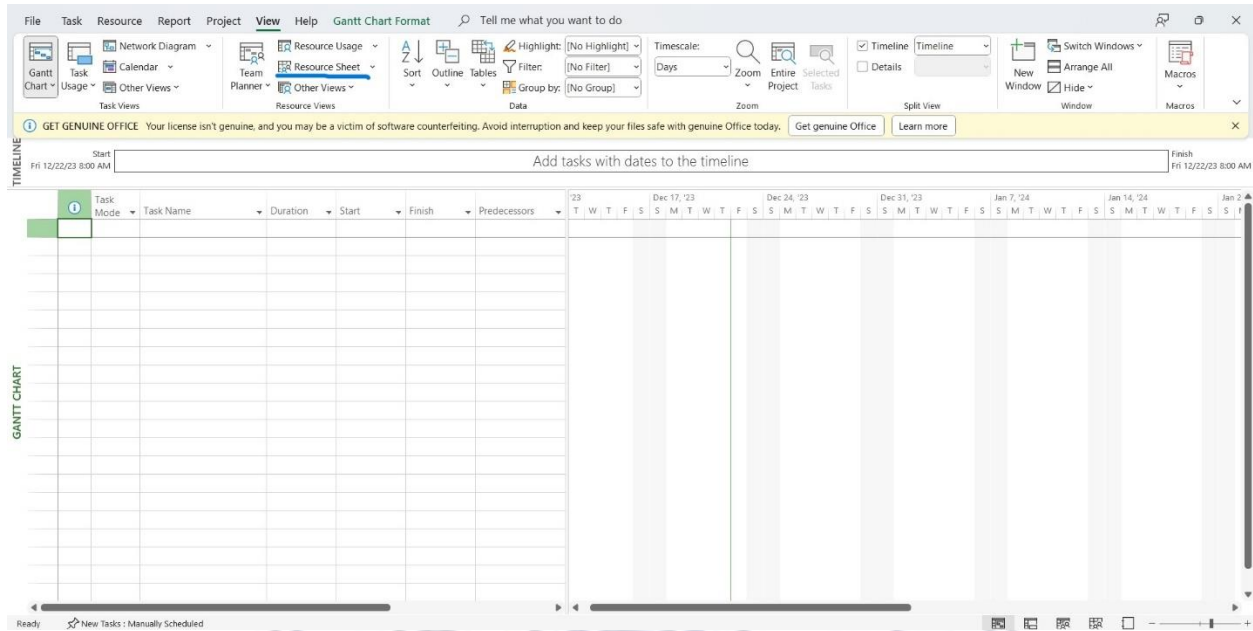 File Task Resource Report Project View Help Gantt Chart Format Tell me what you want to do
Gantt Chart
Task Usage
Network Diagram
Calendar
Other Views
Task Views
Team Planner
Resource Usage
Resource Sheet
Other Views
Resource Views
Sort
Outline
Tables
Highlight: [No Highlight]
Filter: [No Filter]
Group by: [No Group]
Data
Timescale:
Days
Zoom
Entire Project
Selected Tasks
Zoom
Timeline Timeline
Details
Split View
New Window
Switch Windows
Arrange All
Hide
Window
Macros
Macros
GET GENUINE OFFICE Your license isn't genuine, and you may be a victim of software counterfeiting. Avoid interruption and keep your files safe with genuine Office today. Get genuine Office Learn more
TIMELINE
Start
Fri 12/22/23 8:00 AM
Add tasks with dates to the timeline
Finish
Fri 12/22/23 8:00 AM
Task Mode Task Name Duration Start Finish Predecessors
'23 Dec 17, '23 Dec 24, '23 Dec 31, '23 Jan 7, '24 Jan 14, '24 Jan 2
T W T F S S M T W T F S S M T W T F S S M T W T F S S M T W T F S S M T W T F S S
GANTT CHART
Ready New Tasks : Manually Scheduled